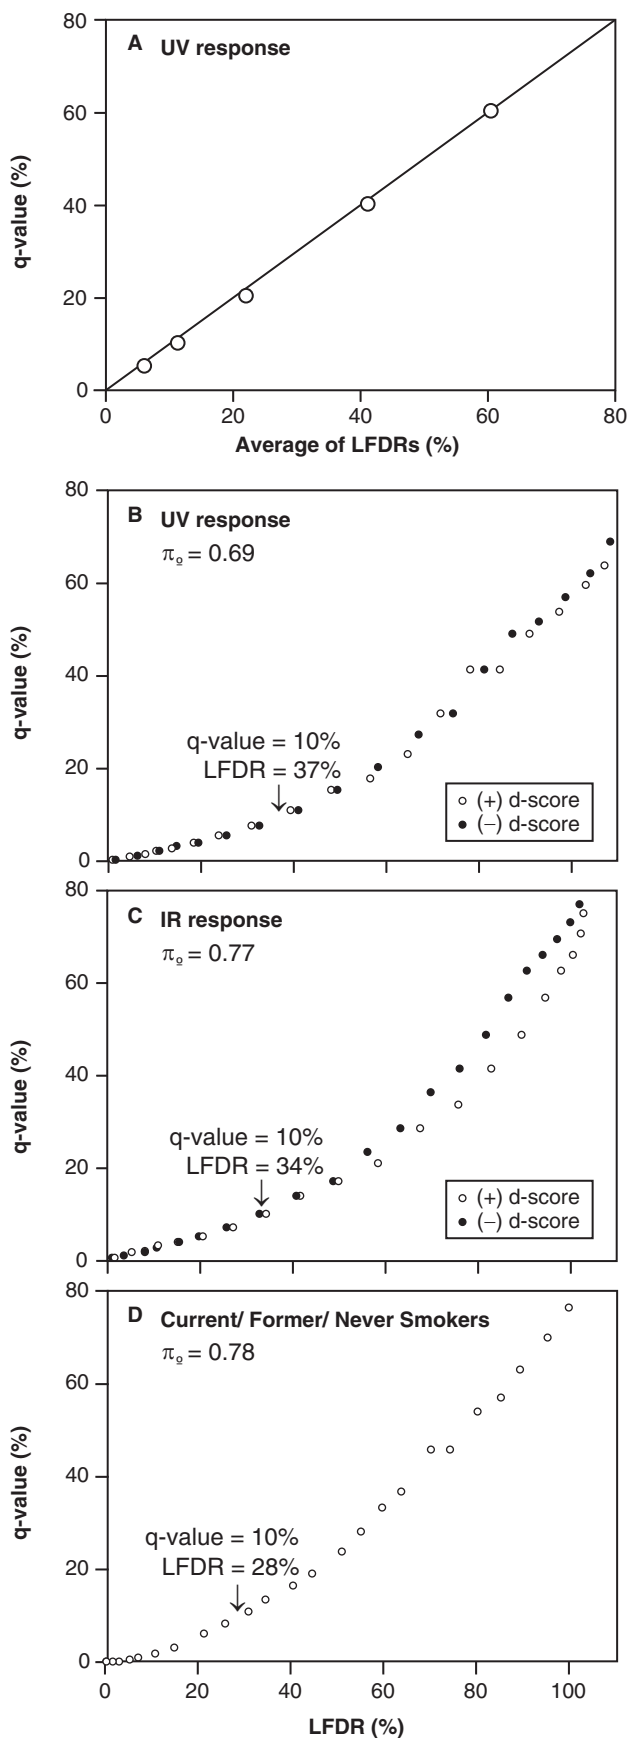 A UV response
80
60
40
20
0
q-value (%)
0 20 40 60 80
Average of LFDRs (%)
B UV response
π₀ = 0.69
80
60
40
20
0
q-value (%)
q-value = 10%
LFDR = 37%
(+) d-score
(−) d-score
C IR response
π₀ = 0.77
80
60
40
20
0
q-value (%)
q-value = 10%
LFDR = 34%
(+) d-score
(−) d-score
D Current/ Former/ Never Smokers
π₀ = 0.78
80
60
40
20
0
q-value (%)
q-value = 10%
LFDR = 28%
0 20 40 60 80 100
LFDR (%)